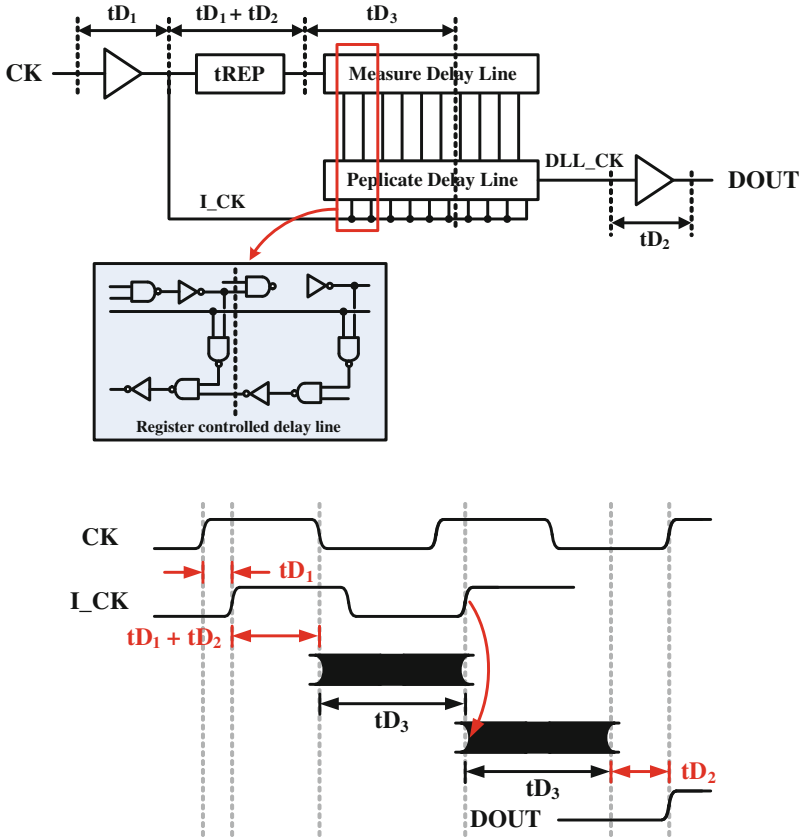 tD₁ tD₁ + tD₂ tD₃
CK tREP Measure Delay Line
Peplicate Delay Line DLL_CK DOUT
I_CK
tD₂
Register controlled delay line
CK
tD₁
I_CK
tD₁ + tD₂
tD₃
tD₃ tD₂
DOUT